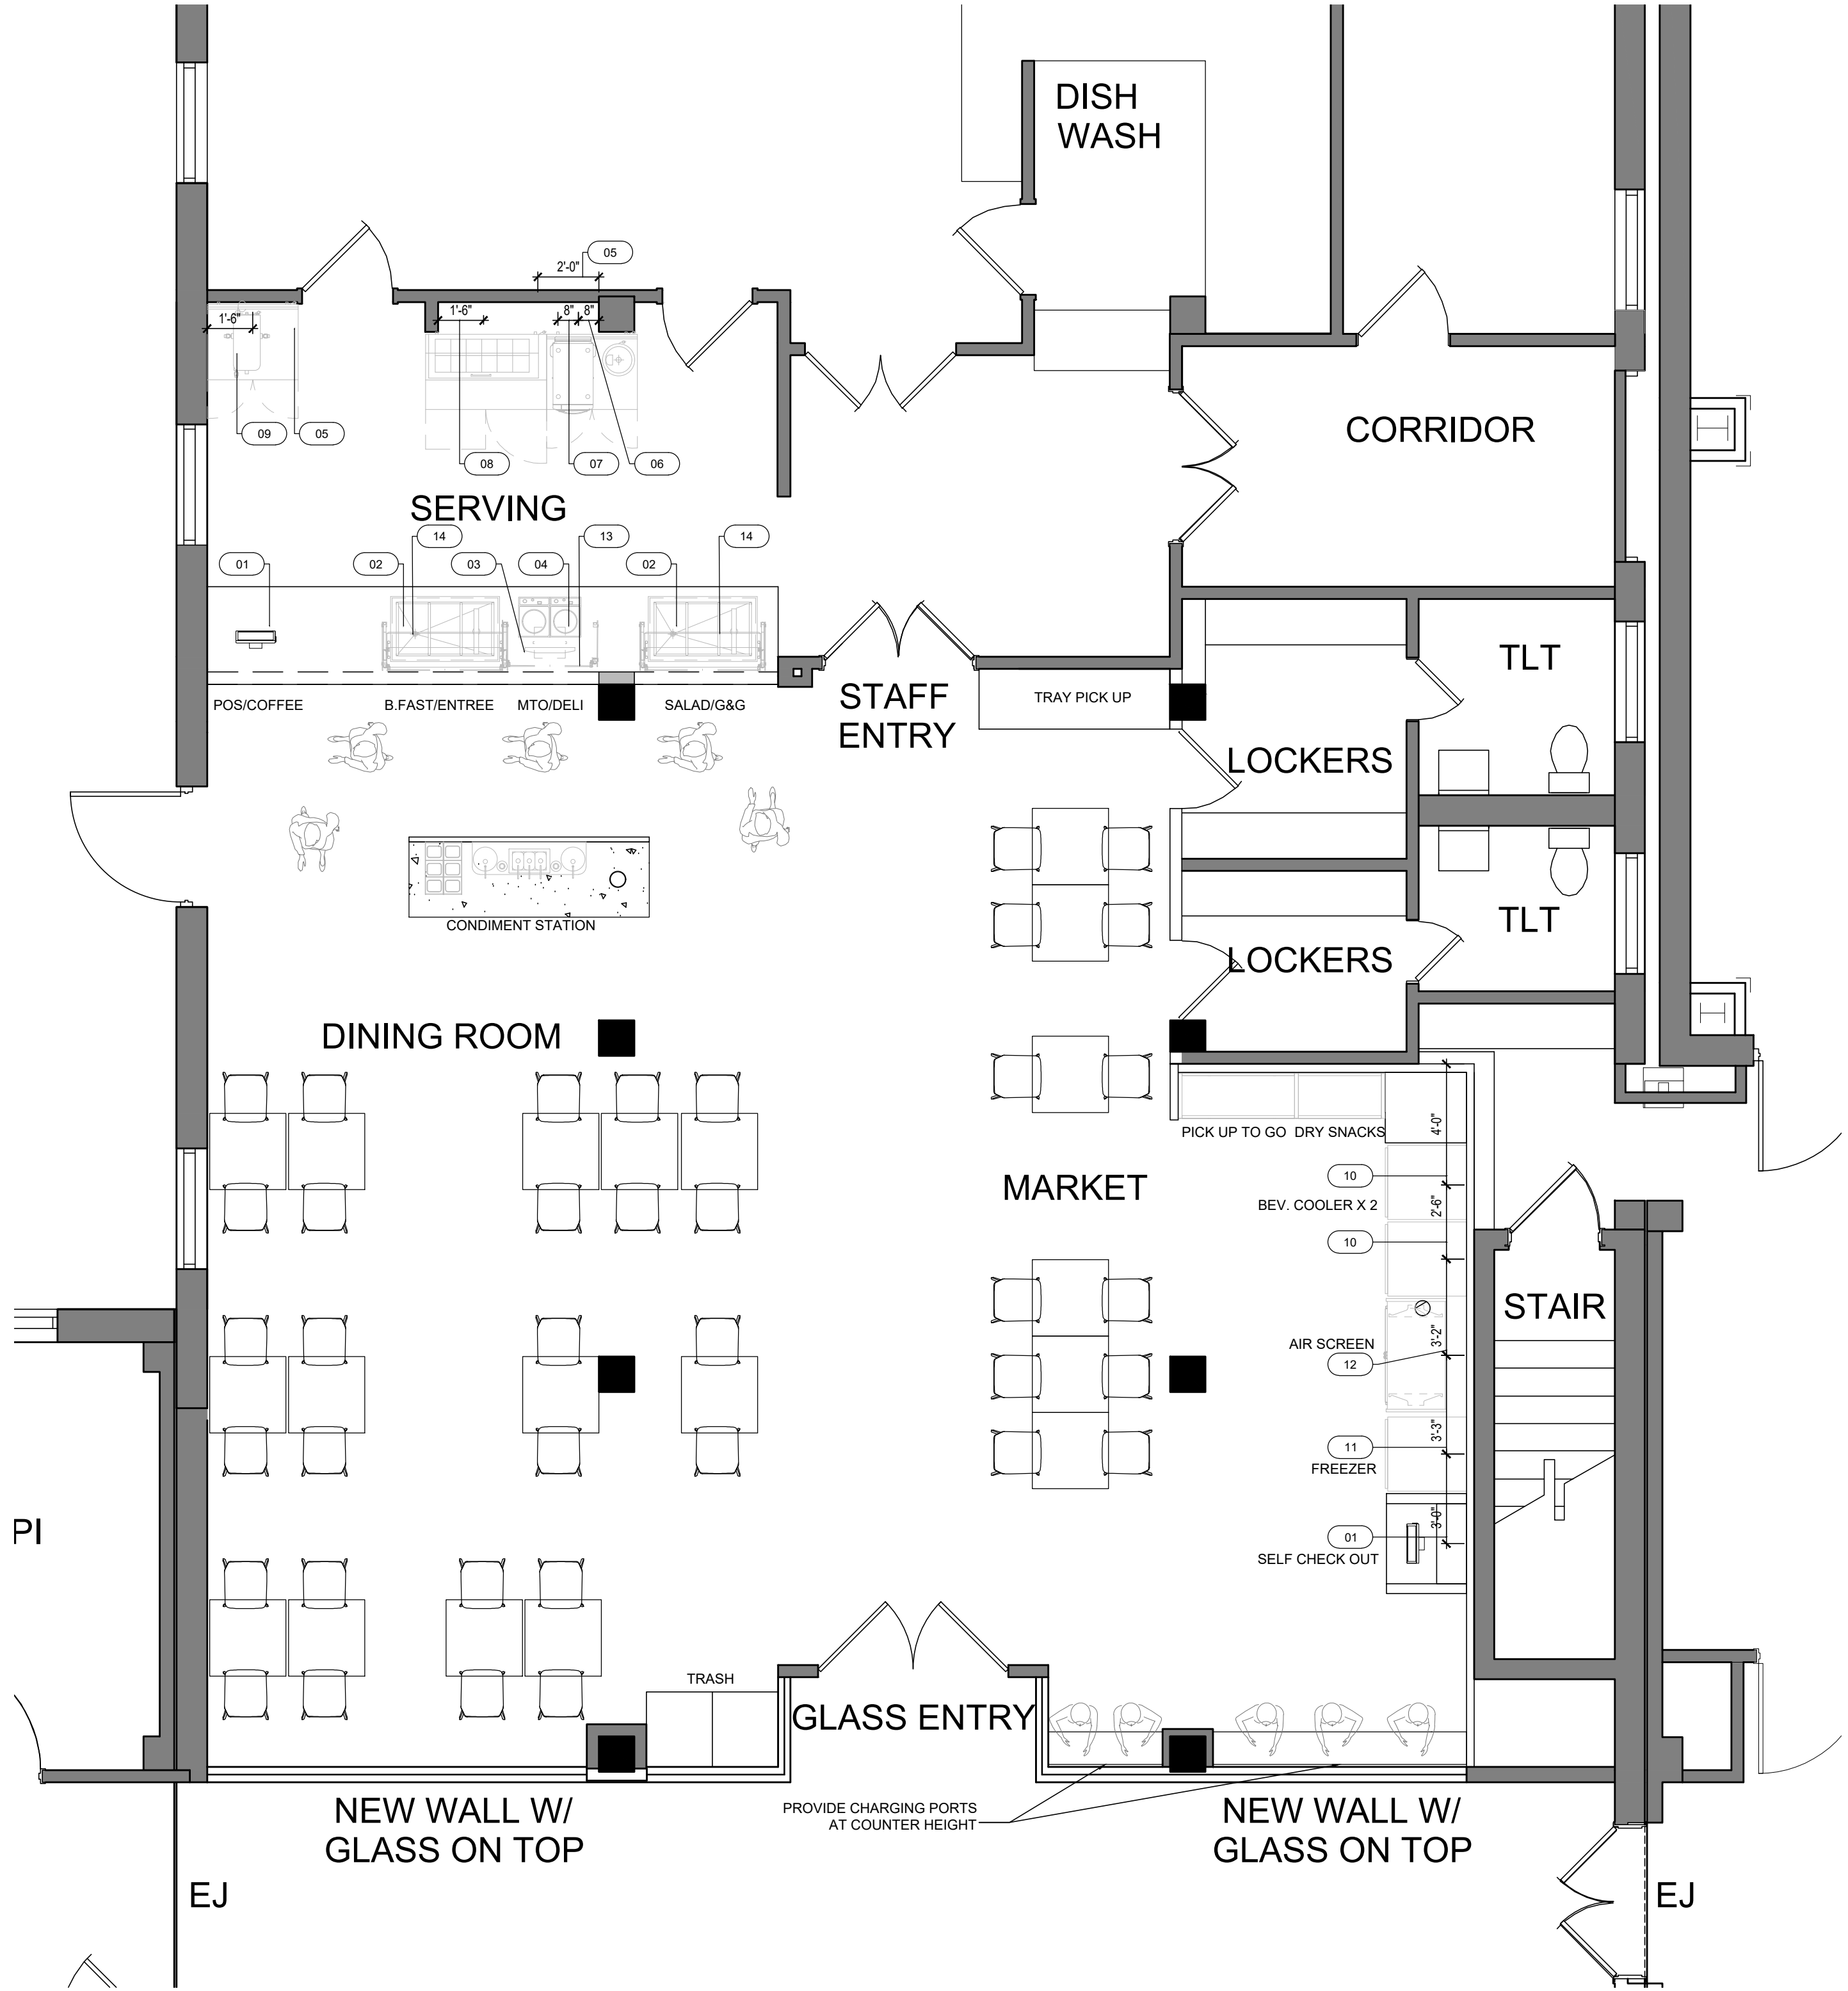 DISH
WASH
05
2'-0"
1'-6"
1'-6"
8"
8"
09
05
08
07
06
CORRIDOR
SERVING
14
13
14
01
02
03
04
02
TLT
POS/COFFEE
B.FAST/ENTREE
MTO/DELI
SALAD/G&G
STAFF
ENTRY
TRAY PICK UP
LOCKERS
CONDIMENT STATION
TLT
LOCKERS
DINING ROOM
PICK UP TO GO
DRY SNACKS
4'-0"
MARKET
10
BEV. COOLER X 2
2'-6"
10
STAIR
AIR SCREEN
12
3'-2"
11
FREEZER
3'-3"
PI
01
SELF CHECK OUT
3'-0"
TRASH
GLASS ENTRY
NEW WALL W/
GLASS ON TOP
PROVIDE CHARGING PORTS
AT COUNTER HEIGHT
NEW WALL W/
GLASS ON TOP
EJ
EJ